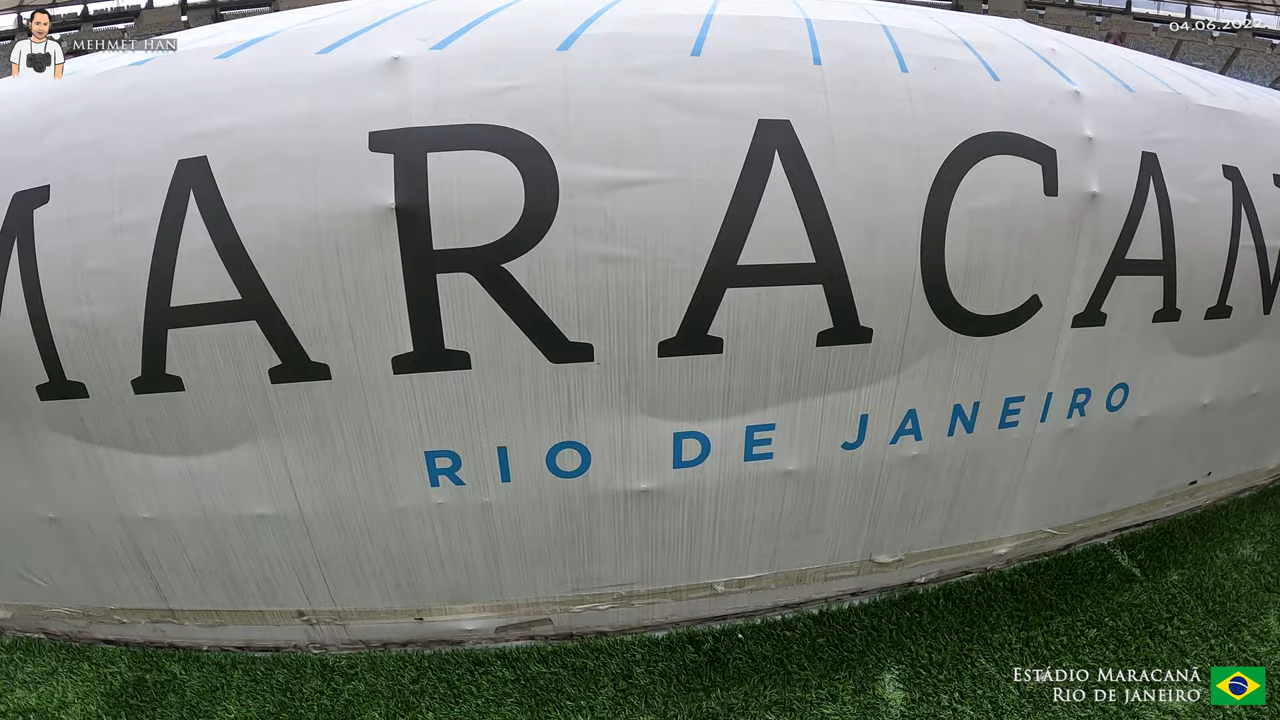 MEHMET HAN
04.06.2022
MARACAN
RIO DE JANEIRO
ESTÁDIO MARACANÃ
RIO DE JANEIRO